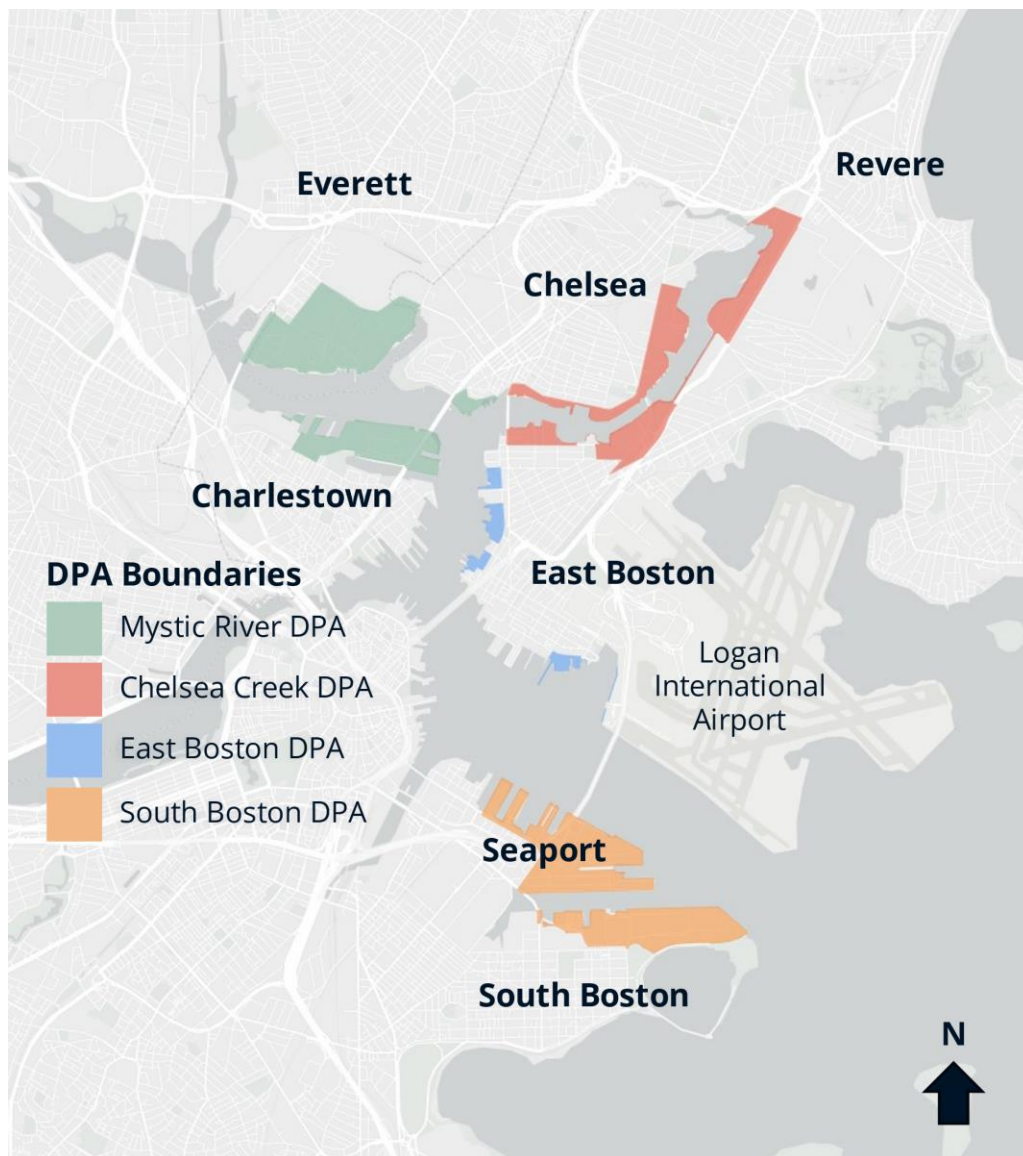 Revere
Everett
Chelsea
Charlestown
DPA Boundaries
Mystic River DPA
Chelsea Creek DPA
East Boston DPA
South Boston DPA
East Boston
Logan
International
Airport
Seaport
South Boston
N